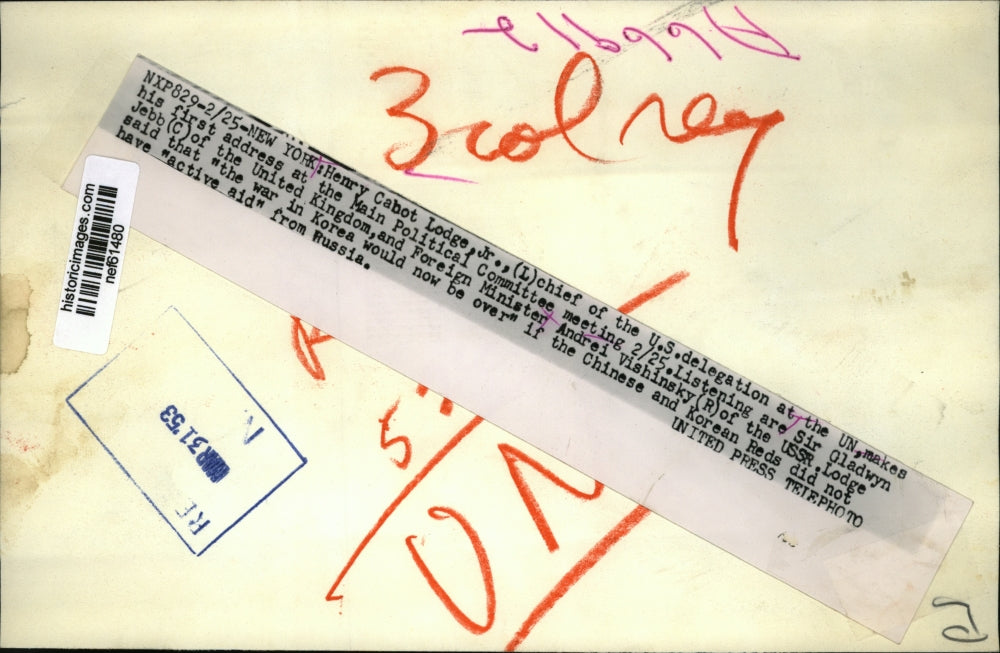 3 col reg
NXP829-2/25-NEW YORK:Henry Cabot Lodge,Jr.,(L)chief of the U.S.delegation at the UN,makes
his first address at the Main Political Committee meeting 2/25.Listening are Sir Gladwyn
Jebb(C)of the United Kingdom,and Foreign Minister Andrei Vishinsky(R)of the USSR.Lodge
said that "the war in Korea would now be over" if the Chinese and Korean Reds did not
have "active aid" from Russia.
UNITED PRESS TELEPHOTO
historicimages.com
nef61480
MAR 31 53
UN